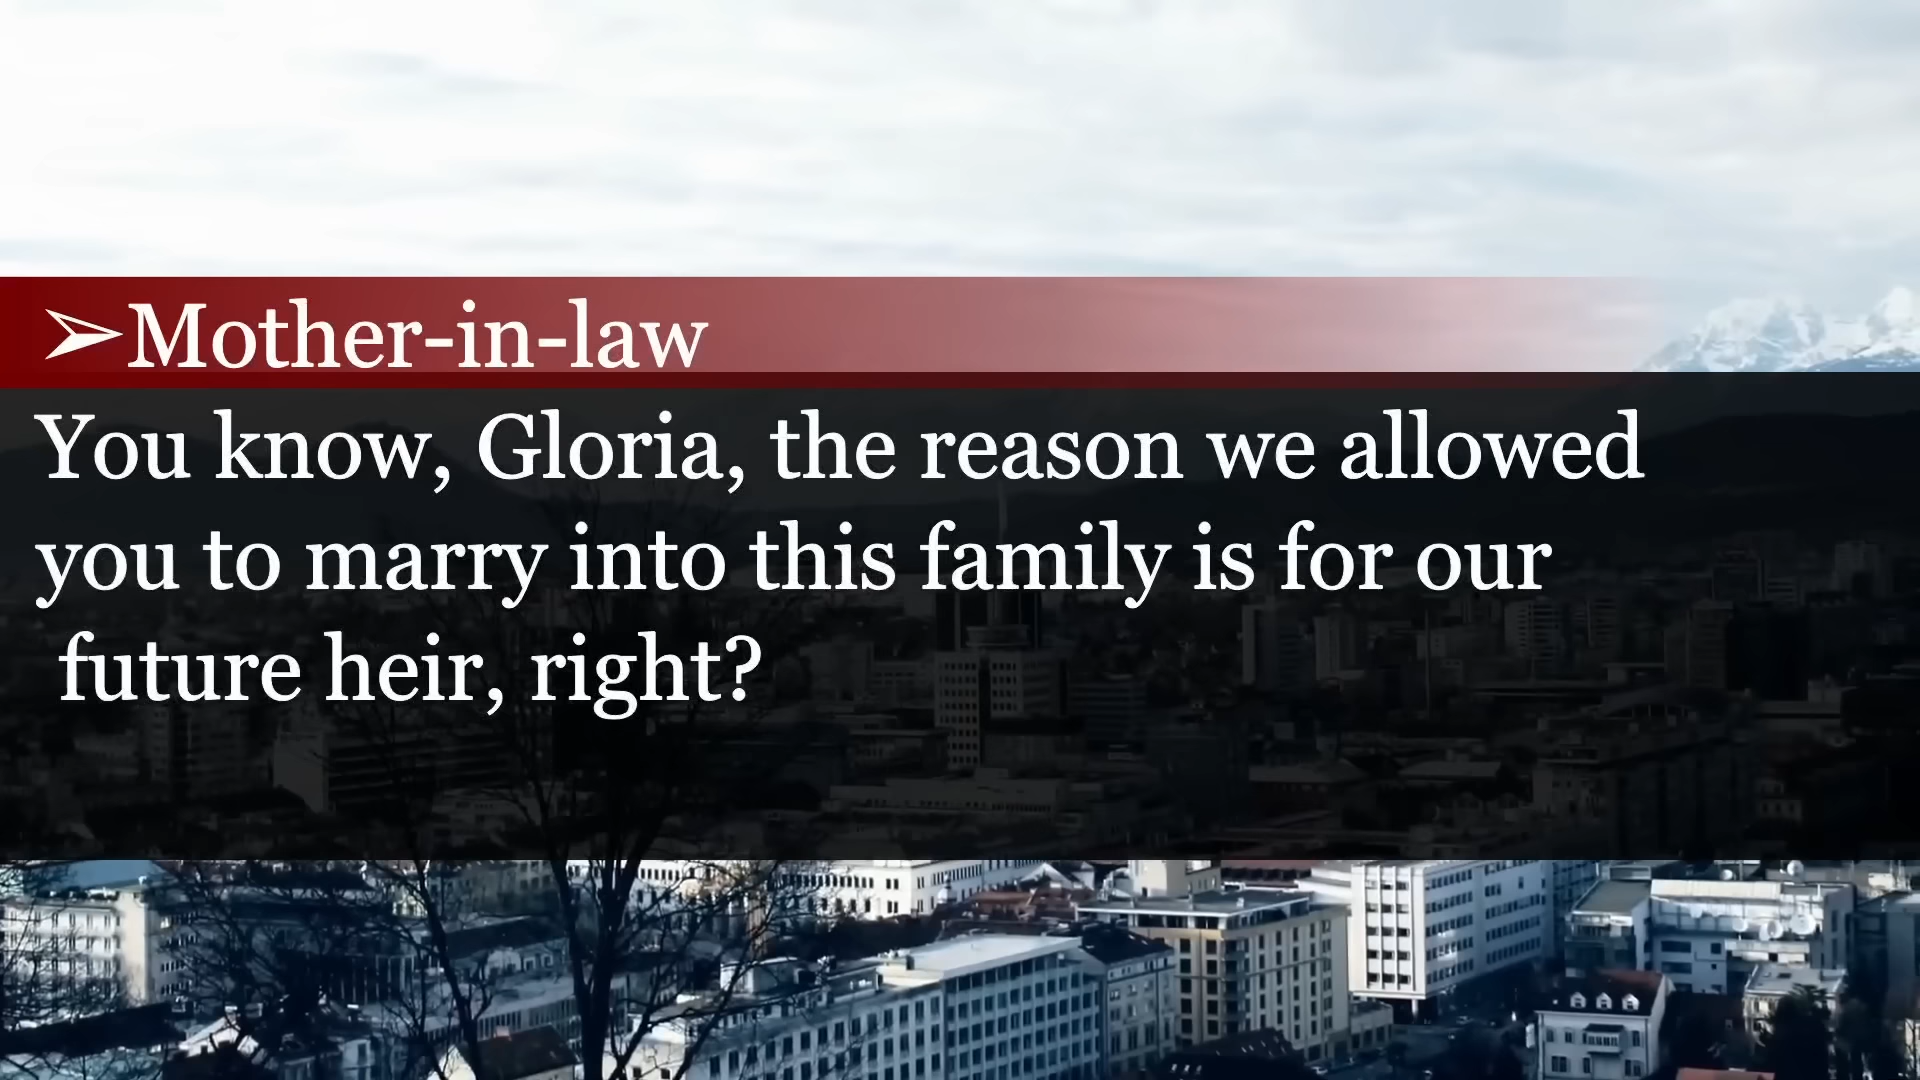 ➢Mother-in-law
You know, Gloria, the reason we allowed
you to marry into this family is for our
future heir, right?